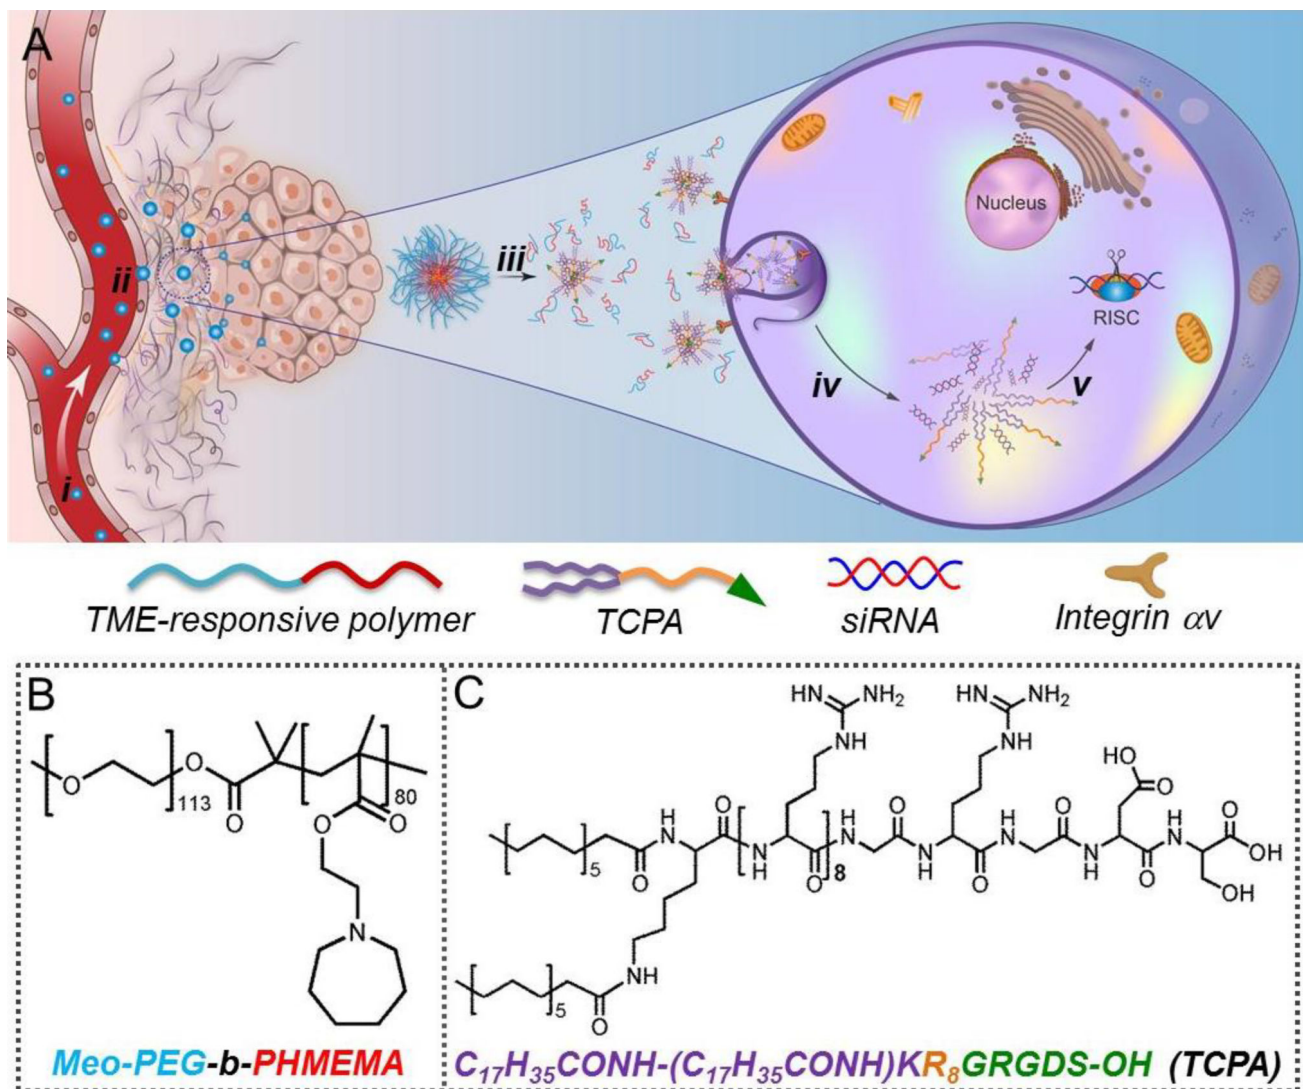 A
Nucleus
ii
iii
RISC
iv
v
i
TME-responsive polymer
TCPA
siRNA
Integrin αv
B
O
113
O
O
O
O
80
N
Meo-PEG-b-PHMEMA
C
HN
NH₂
HN
NH₂
NH
NH
HO
O
5
O
H
N
O
N
H
O
8
H
N
O
N
H
O
H
N
O
N
H
O
H
N
O
OH
OH
NH
5
O
C₁₇H₃₅CONH-(C₁₇H₃₅CONH)KR₈GRGDS-OH (TCPA)